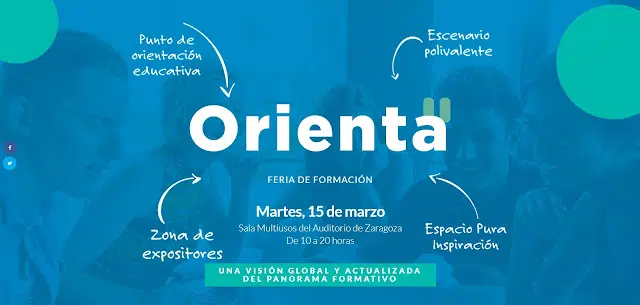 Punto de
orientación
educativa
Escenario
polivalente
Orienta"
FERIA DE FORMACIÓN
Martes, 15 de marzo
Sala Multiusos del Auditorio de Zaragoza
De 10 a 20 horas
Zona de
expositores
Espacio Pura
Inspiración
UNA VISIÓN GLOBAL Y ACTUALIZADA
DEL PANORAMA FORMATIVO